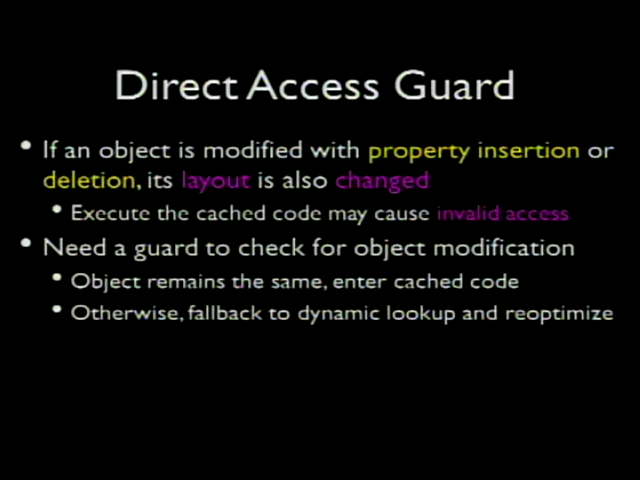 Direct Access Guard
• If an object is modified with property insertion or
deletion, its layout is also changed
• Execute the cached code may cause invalid access
• Need a guard to check for object modification
• Object remains the same, enter cached code
• Otherwise, fallback to dynamic lookup and reoptimize